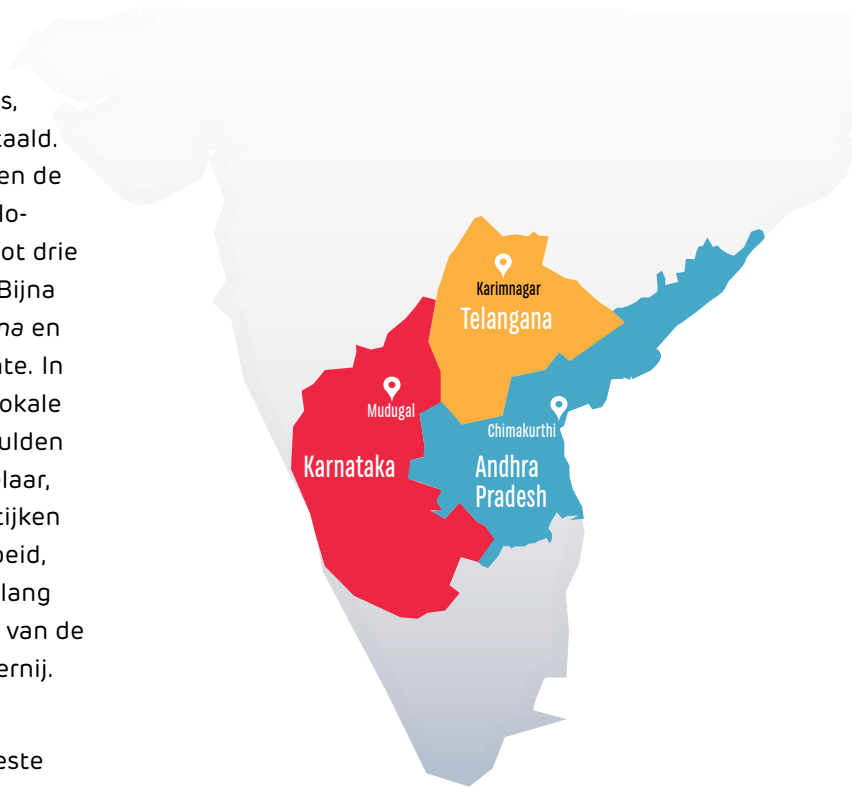 s,
taald.
en de
lo-
ot drie
Bijna
na en
te. In
okale
ulden
laar,
tijken
eid,
lang
van de
ernij.
este
Karimnagar
Telangana
Mudugal
Karnataka
Chimakurthi
Andhra
Pradesh